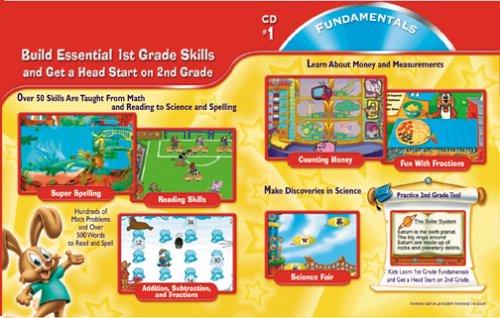 Build Essential 1st Grade Skills
and Get a Head Start on 2nd Grade
Over 50 Skills Are Taught From Math
and Reading to Science and Spelling
Super Spelling
Reading Skills
Hundreds of
Math Problems
and Over
500 Words
to Read and Spell
Addition, Subtraction,
and Fractions
CD
#1
FUNDAMENTALS
Learn About Money and Measurements
Counting Money
Fun With Fractions
Make Discoveries in Science
Science Fair
Practice 2nd Grade Too!
The Solar System
Saturn is the sixth planet.
The big rings around
Saturn are made up of
rocks and planetary debris.
Kids Learn 1st Grade Fundamentals
and Get a Head Start on 2nd Grade.